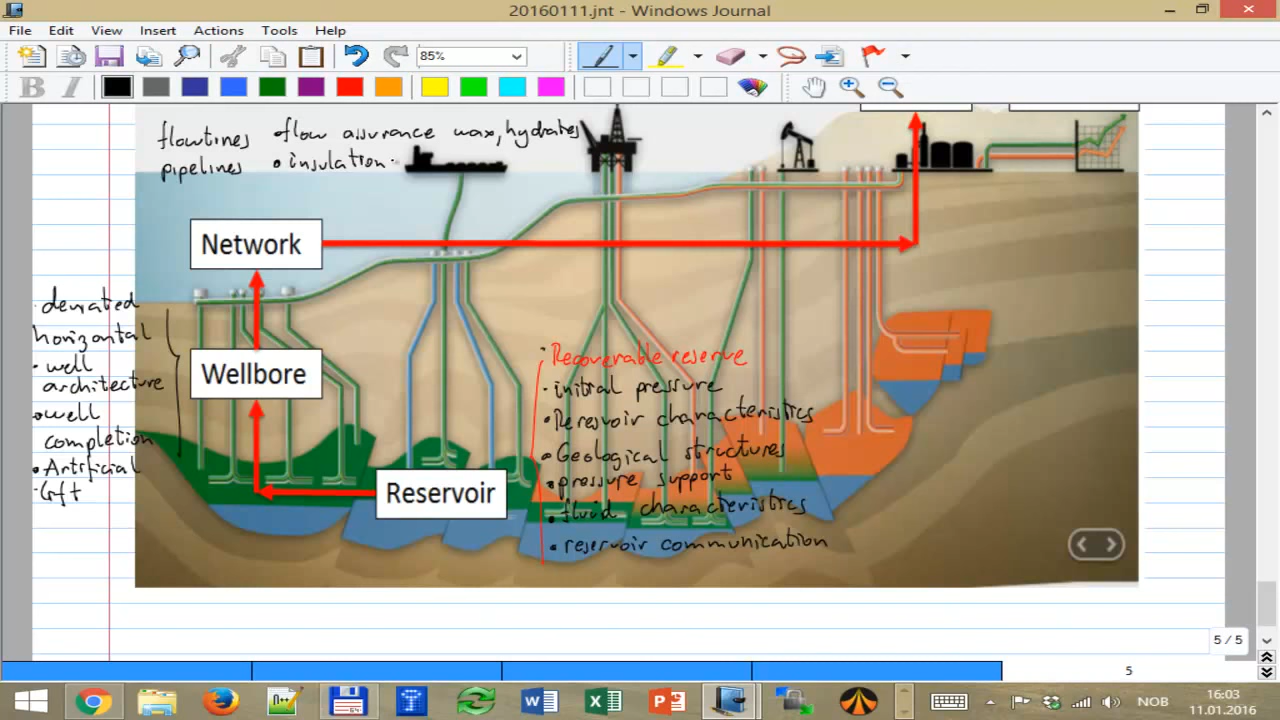 20160111.jnt - Windows Journal
File Edit View Insert Actions Tools Help
85%
B I
flowlines
pipelines
• flow assurance wax, hydrates
• insulation
Network
Wellbore
Reservoir
• deviated
horizontal
• well
architecture
• well
completion
• Artificial
• Lift
• Recoverable reserve
• initial pressure
• Reservoir characteristics
• Geological structures
• pressure support
• fluid characteristics
• reservoir communication
5 / 5
5
NOB
16:03
11.01.2016